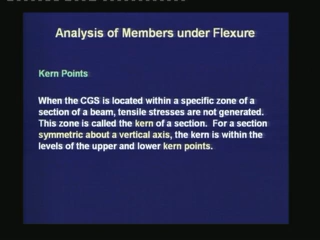 Analysis of Members under Flexure
Kern Points
When the CGS is located within a specific zone of a
section of a beam, tensile stresses are not generated.
This zone is called the kern of a section. For a section
symmetric about a vertical axis, the kern is within the
levels of the upper and lower kern points.